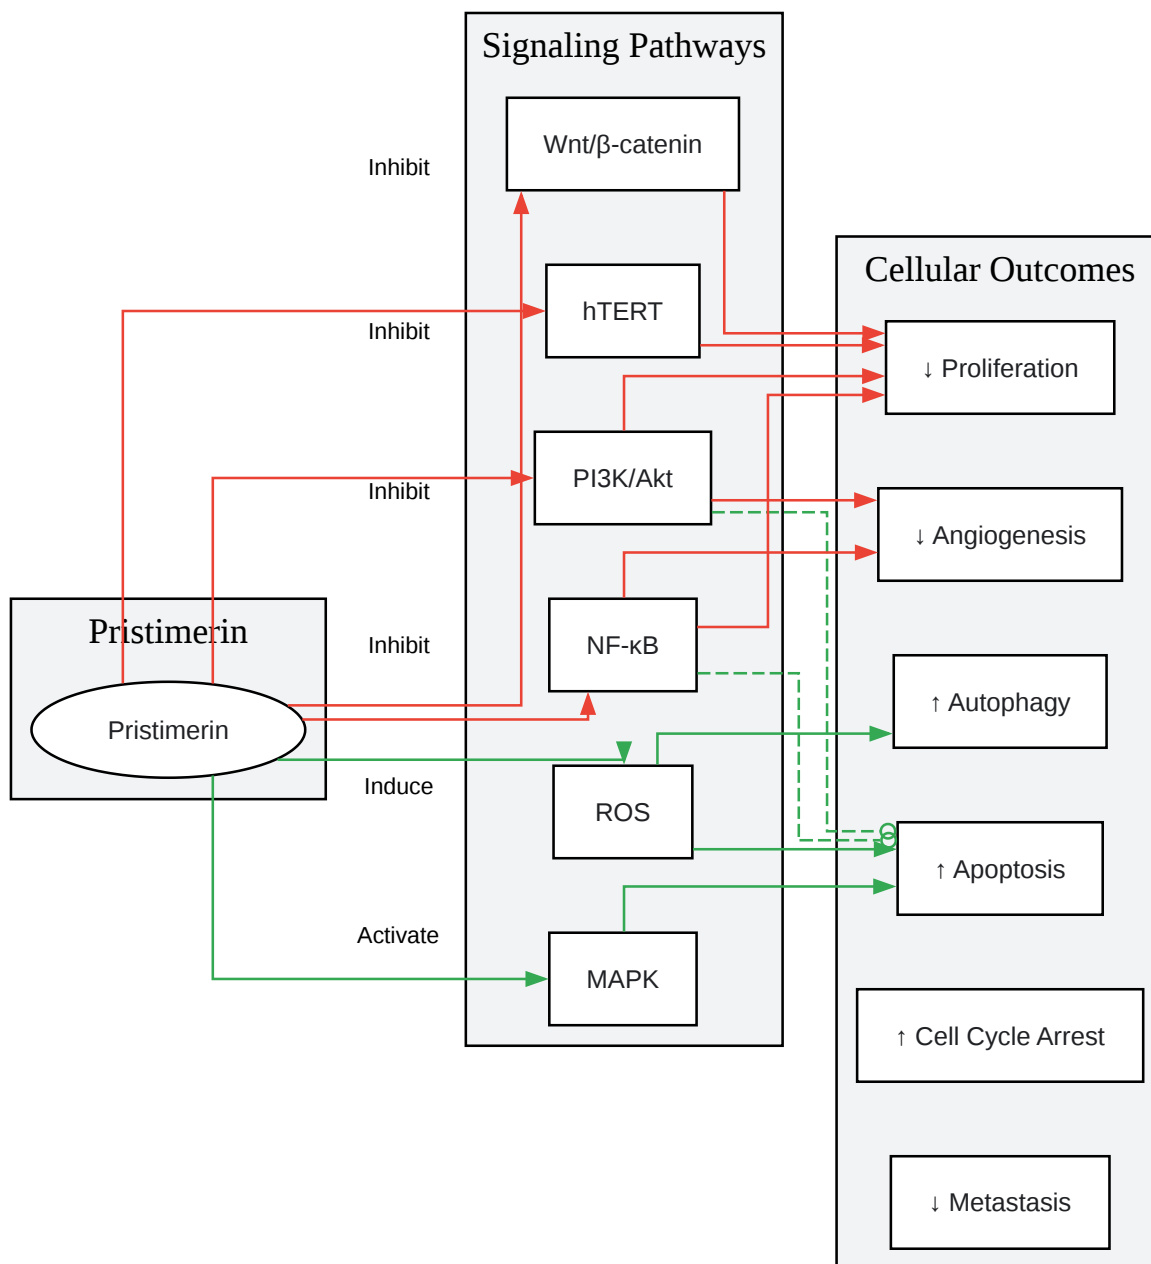 Signaling Pathways
Wnt/β-catenin
Inhibit
Cellular Outcomes
hTERT
Inhibit
↓ Proliferation
PI3K/Akt
Inhibit
↓ Angiogenesis
Pristimerin
Inhibit
NF-κB
↑ Autophagy
Pristimerin
Induce
ROS
↑ Apoptosis
Activate
MAPK
↑ Cell Cycle Arrest
↓ Metastasis